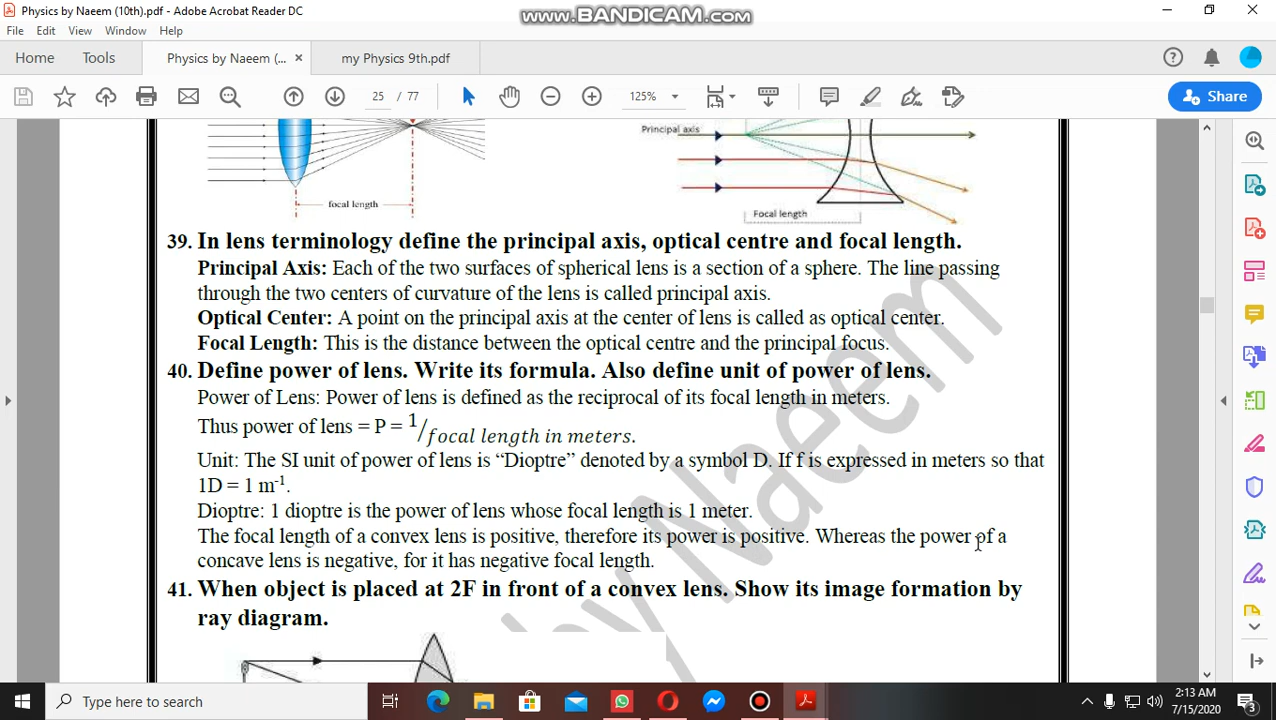 Physics by Naeem (10th).pdf - Adobe Acrobat Reader DC
www.BANDICAM.com
File Edit View Window Help
Home Tools Physics by Naeem (... × my Physics 9th.pdf
25 / 77 125% Share
Principal axis
focal length
Focal length
39. In lens terminology define the principal axis, optical centre and focal length.
Principal Axis: Each of the two surfaces of spherical lens is a section of a sphere. The line passing
through the two centers of curvature of the lens is called principal axis.
Optical Center: A point on the principal axis at the center of lens is called as optical center.
Focal Length: This is the distance between the optical centre and the principal focus.
40. Define power of lens. Write its formula. Also define unit of power of lens.
Power of Lens: Power of lens is defined as the reciprocal of its focal length in meters.
Thus power of lens = P = 1/focal length in meters.
Unit: The SI unit of power of lens is “Dioptre” denoted by a symbol D. If f is expressed in meters so that
1D = 1 m⁻¹.
Dioptre: 1 dioptre is the power of lens whose focal length is 1 meter.
The focal length of a convex lens is positive, therefore its power is positive. Whereas the power of a
concave lens is negative, for it has negative focal length.
41. When object is placed at 2F in front of a convex lens. Show its image formation by
ray diagram.
by Naeem
Type here to search
2:13 AM
7/15/2020
3